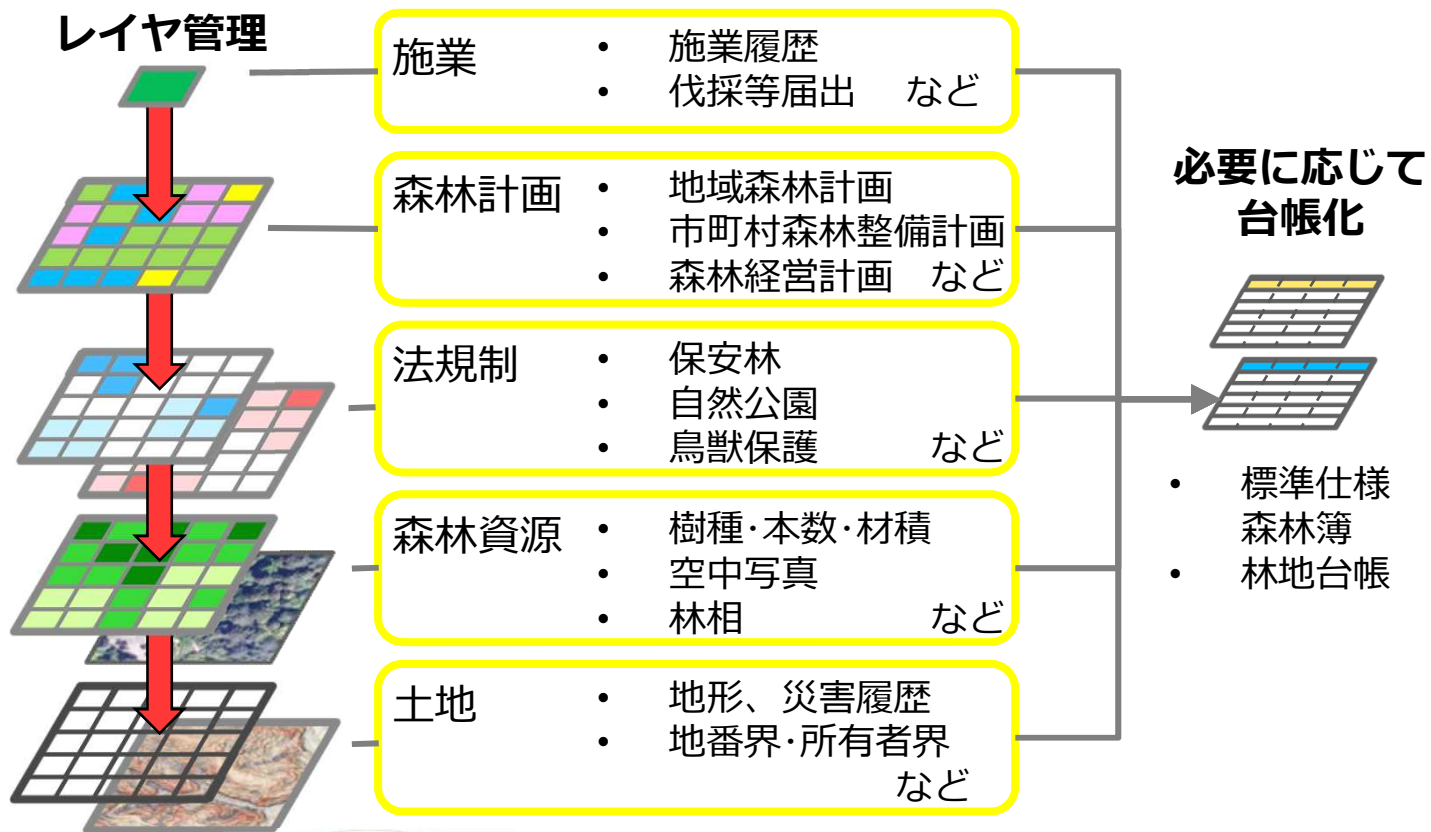 レイヤ管理
施業
• 施業履歴
• 伐採等届出 など
森林計画
• 地域森林計画
• 市町村森林整備計画
• 森林経営計画 など
法規制
• 保安林
• 自然公園
• 鳥獣保護 など
森林資源
• 樹種･本数･材積
• 空中写真
• 林相 など
土地
• 地形、災害履歴
• 地番界･所有者界
など
必要に応じて
台帳化
• 標準仕様
森林簿
• 林地台帳